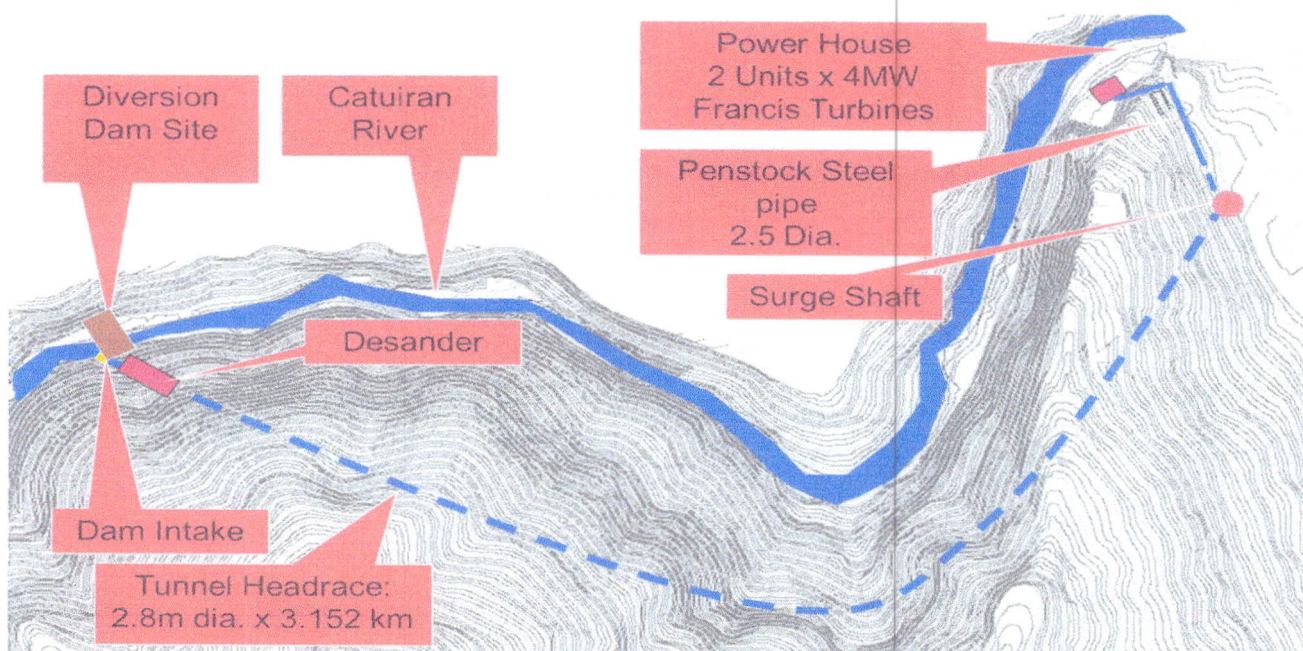 Diversion
Dam Site
Catuiran
River
Power House
2 Units x 4MW
Francis Turbines
Penstock Steel
pipe
2.5 Dia.
Surge Shaft
Desander
Dam Intake
Tunnel Headrace:
2.8m dia. x 3.152 km